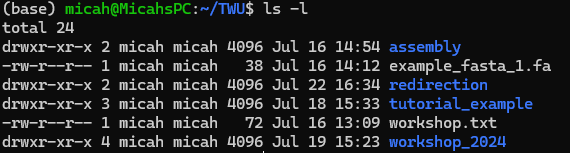 (base) micah@MicahsPC:~/TWU$ ls -l
total 24
drwxr-xr-x 2 micah micah 4096 Jul 16 14:54 assembly
-rw-r--r-- 1 micah micah   38 Jul 16 14:12 example_fasta_1.fa
drwxr-xr-x 2 micah micah 4096 Jul 22 16:34 redirection
drwxr-xr-x 3 micah micah 4096 Jul 18 15:33 tutorial_example
-rw-r--r-- 1 micah micah   72 Jul 16 13:09 workshop.txt
drwxr-xr-x 4 micah micah 4096 Jul 19 15:23 workshop_2024